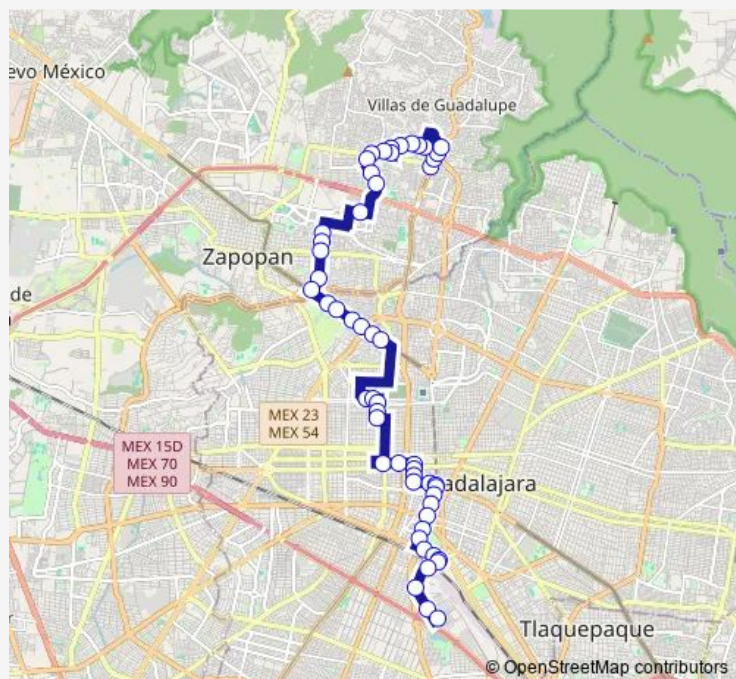 evo México
Villas de Guadalupe
Zapopan
de
MEX 23
MEX 54
MEX 15D
MEX 70
MEX 90
adalajara
Tlaquepaque
© OpenStreetMap contributors